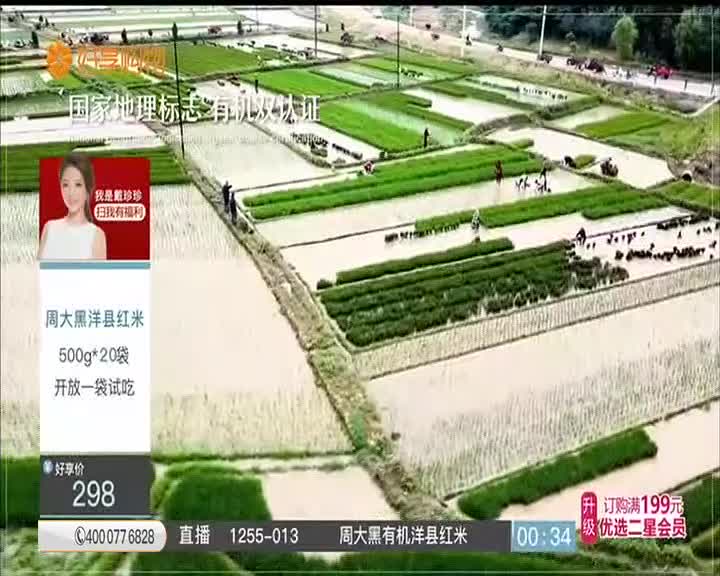 好享购物
国家地理标志 有机双认证
我是戴珍珍
扫我有福利
周大黑洋县红米
500g*20袋
开放一袋试吃
好享价
298
400 077 6828
直播
1255-013
周大黑有机洋县红米
00:34
升级
订购满199元
优选二星会员